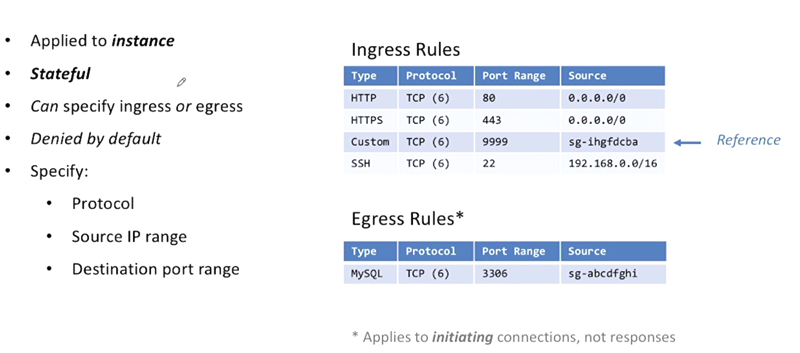 • Applied to instance
• Stateful
• Can specify ingress or egress
• Denied by default
• Specify:
• Protocol
• Source IP range
• Destination port range
Ingress Rules
Type Protocol Port Range Source
HTTP TCP (6) 80 0.0.0.0/0
HTTPS TCP (6) 443 0.0.0.0/0
Custom TCP (6) 9999 sg-ihgfdcba
Reference
SSH TCP (6) 22 192.168.0.0/16
Egress Rules*
Type Protocol Port Range Source
MySQL TCP (6) 3306 sg-abcdfghi
* Applies to initiating connections, not responses